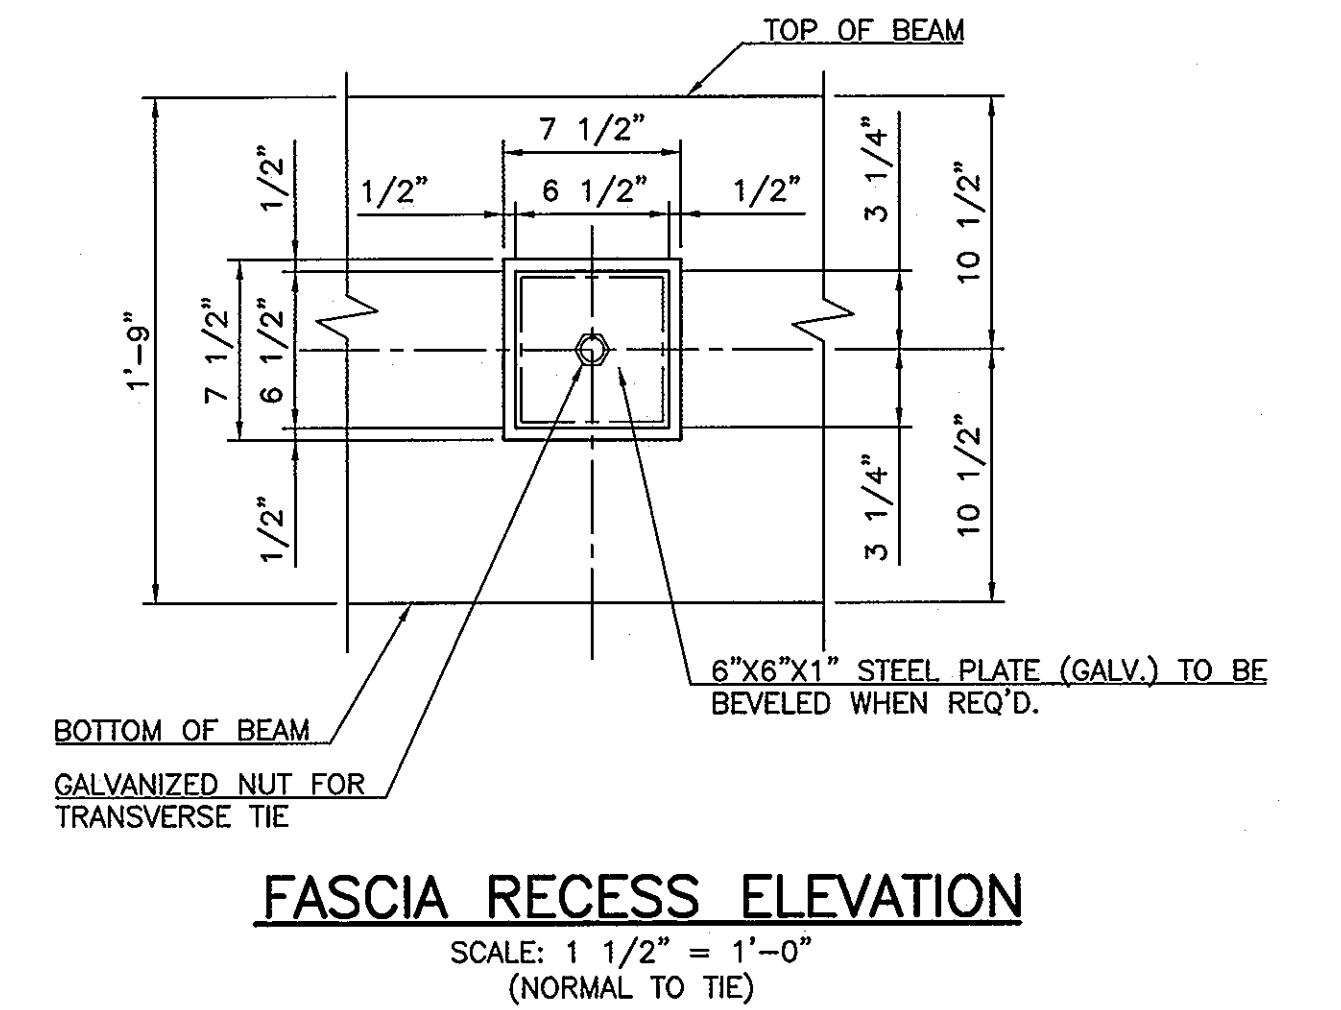 TOP OF BEAM
7 1/2"
1/2"
6 1/2"
1/2"
1/2"
3 1/4"
10 1/2"
1'-9"
7 1/2"
6 1/2"
1/2"
3 1/4"
10 1/2"
6"X6"X1" STEEL PLATE (GALV.) TO BE
BEVELED WHEN REQ'D.
BOTTOM OF BEAM
GALVANIZED NUT FOR
TRANSVERSE TIE
FASCIA RECESS ELEVATION
SCALE: 1 1/2" = 1'-0"
(NORMAL TO TIE)